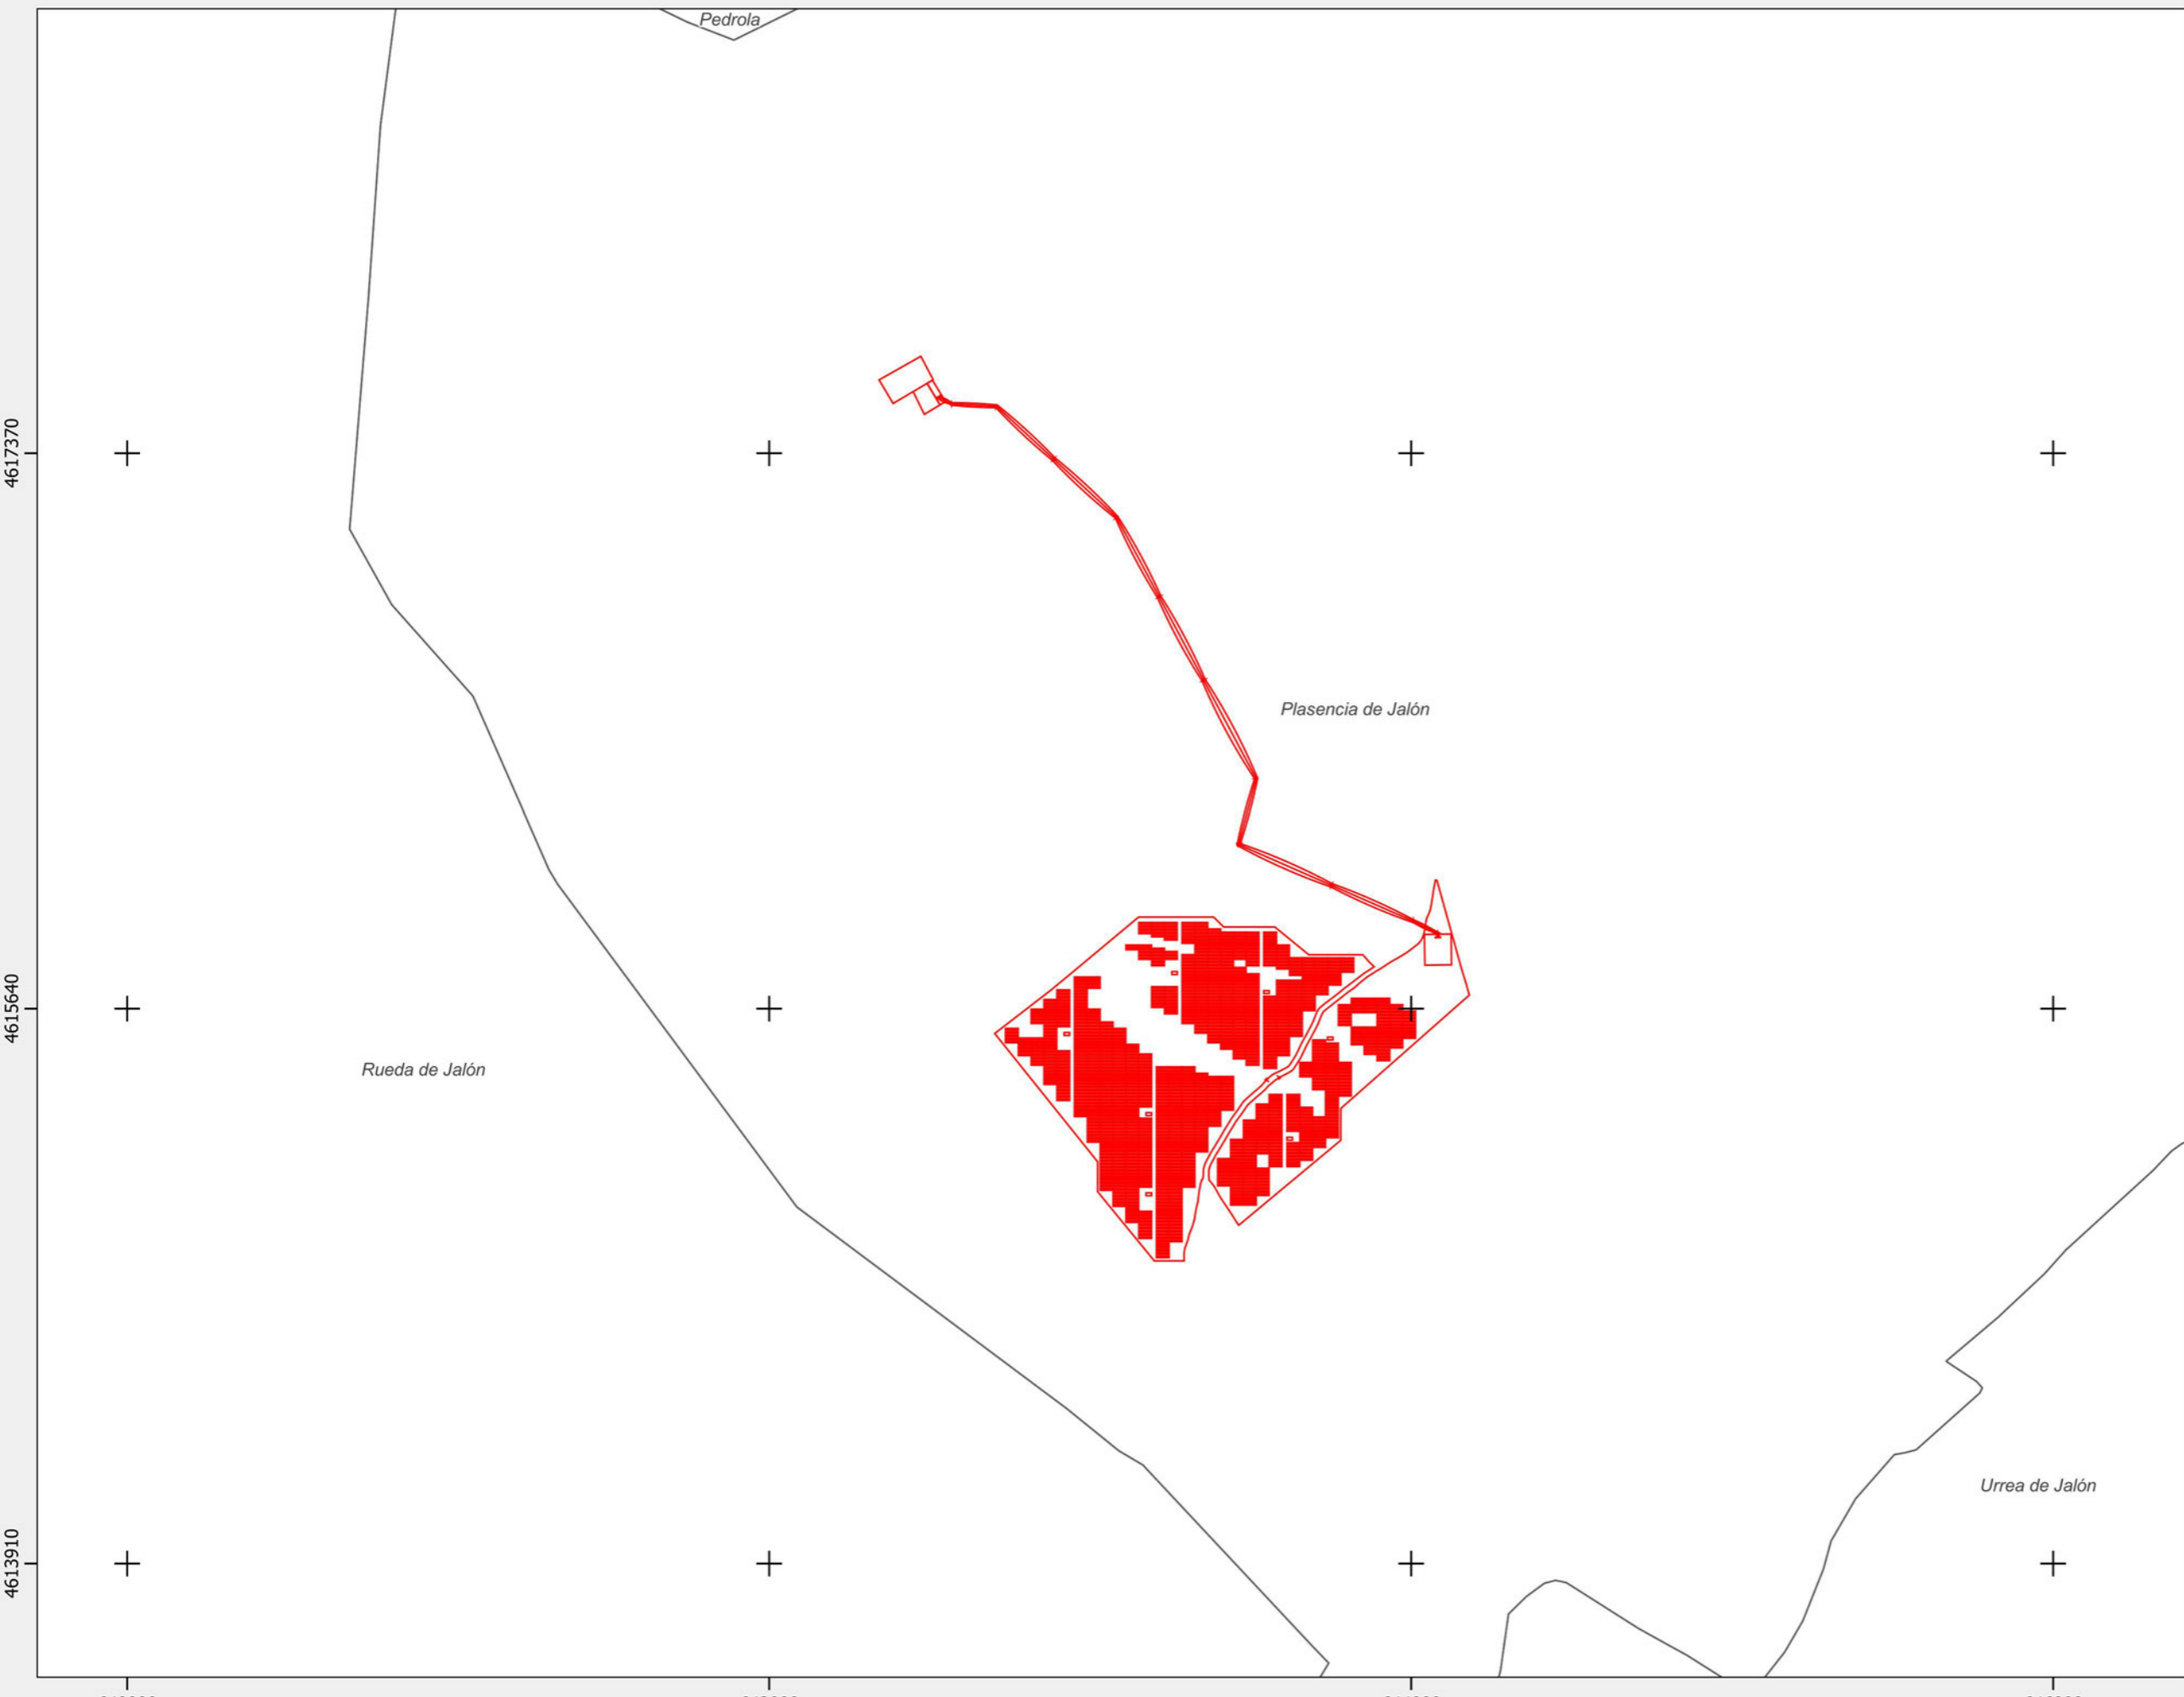 Pedrola
4617370
Plasencia de Jalón
4615640
Rueda de Jalón
Urrea de Jalón
4613910